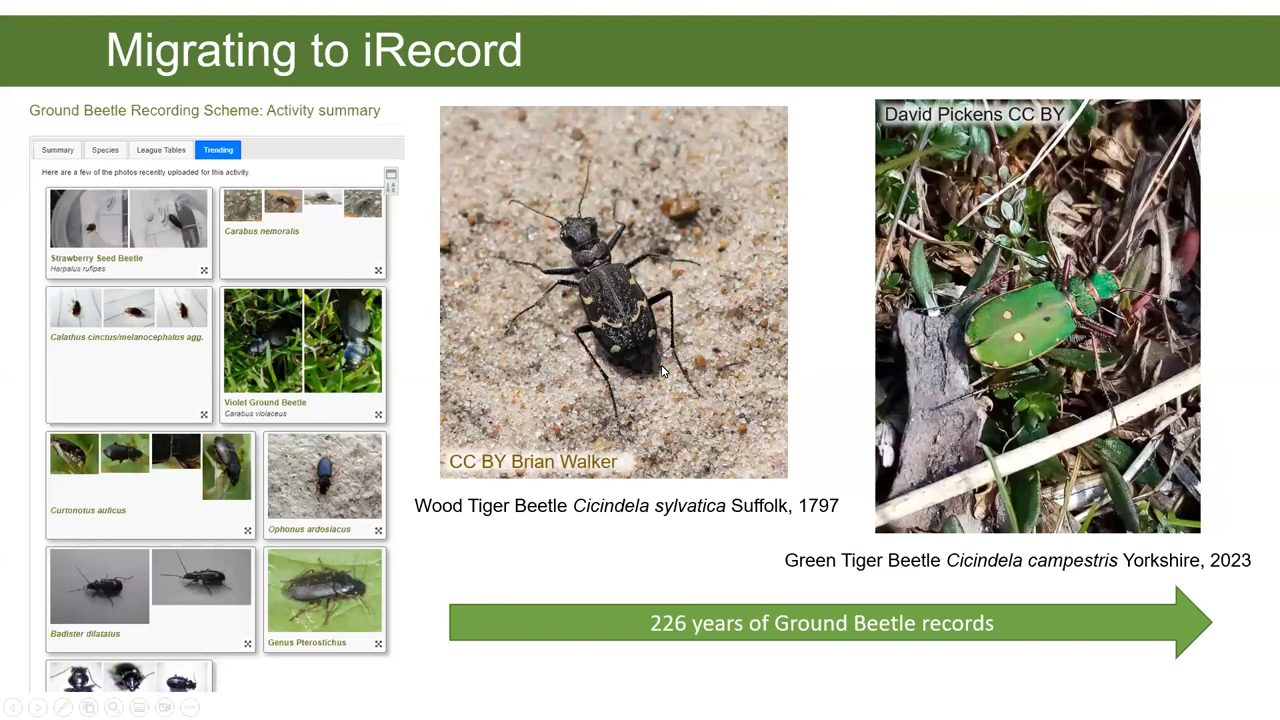 Migrating to iRecord
Ground Beetle Recording Scheme: Activity summary
Summary
Species
League Tables
Trending
Here are a few of the photos recently uploaded for this activity.
Strawberry Seed Beetle
Harpalus rufipes
Carabus nemoralis
Calathus cinctus/melanocephalus agg.
Violet Ground Beetle
Carabus violaceus
Curtonotus aulicus
Ophonus ardosiacus
Badister dilatatus
Genus Pterostichus
CC BY Brian Walker
Wood Tiger Beetle Cicindela sylvatica Suffolk, 1797
David Pickens CC BY
Green Tiger Beetle Cicindela campestris Yorkshire, 2023
226 years of Ground Beetle records